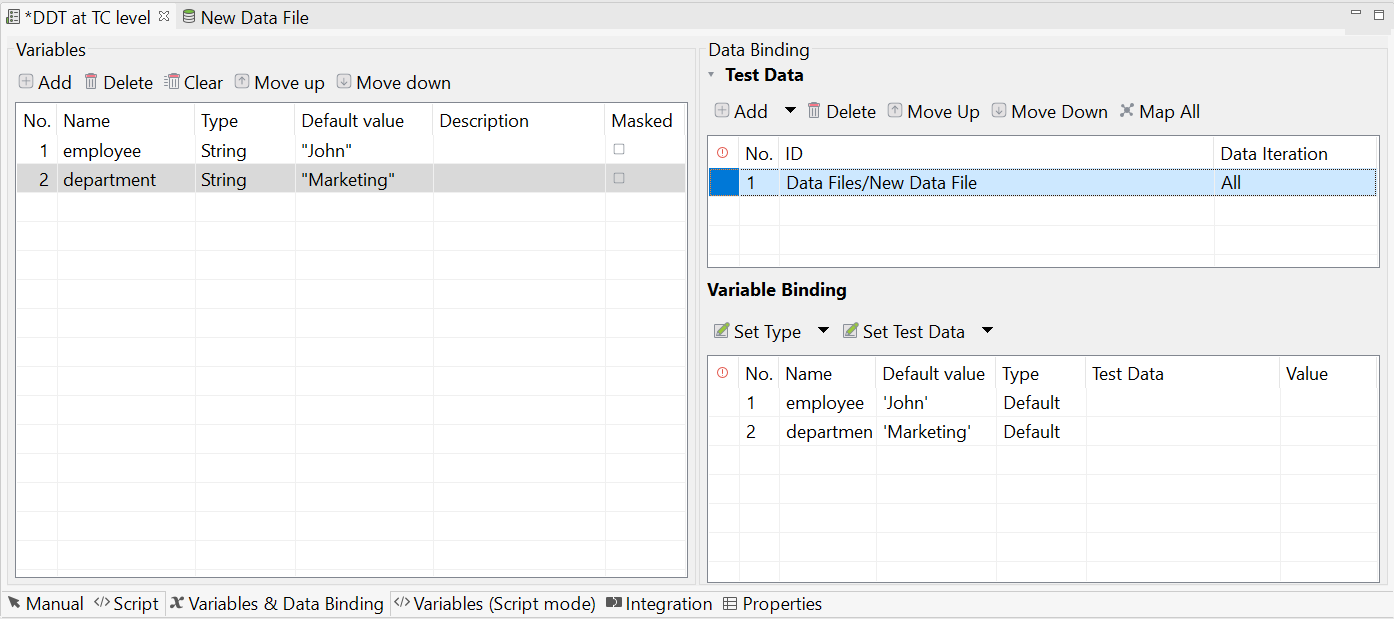 *DDT at TC level New Data File
Variables
Add Delete Clear Move up Move down
No. Name Type Default value Description Masked
1 employee String "John"
2 department String "Marketing"
Data Binding
Test Data
Add Delete Move Up Move Down Map All
No. ID Data Iteration
1 Data Files/New Data File All
Variable Binding
Set Type Set Test Data
No. Name Default value Type Test Data Value
1 employee 'John' Default
2 departmen 'Marketing' Default
Manual Script Variables & Data Binding Variables (Script mode) Integration Properties